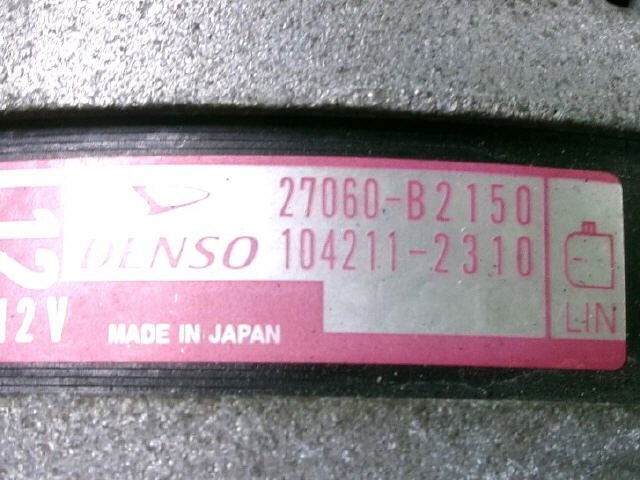 27060-B2150
DENSO 104211-2310
LIN
12V MADE IN JAPAN